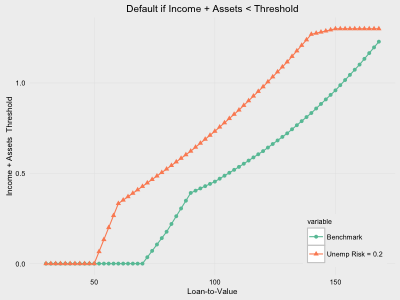 Default if Income + Assets < Threshold
Income + Assets Threshold
1.0
0.5
0.0
50
100
150
Loan-to-Value
variable
Benchmark
Unemp Risk = 0.2